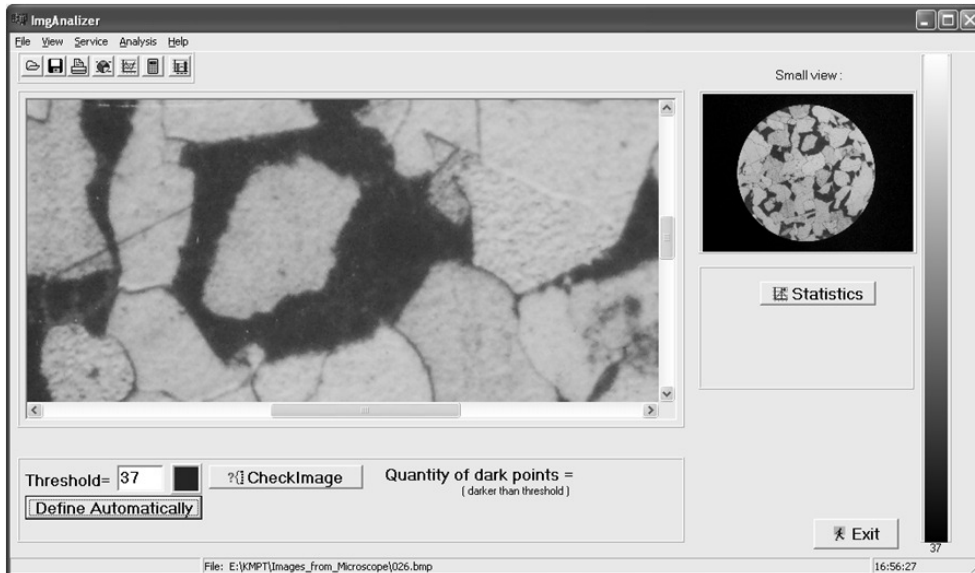 ImgAnalizer
File View Service Analysis Help
Small view :
Statistics
Threshold= 37
?{} CheckImage
Quantity of dark points =
( darker than threshold )
Define Automatically
Exit
37
File: E:\KMPT\Images_from_Microscope\026.bmp
16:56:27